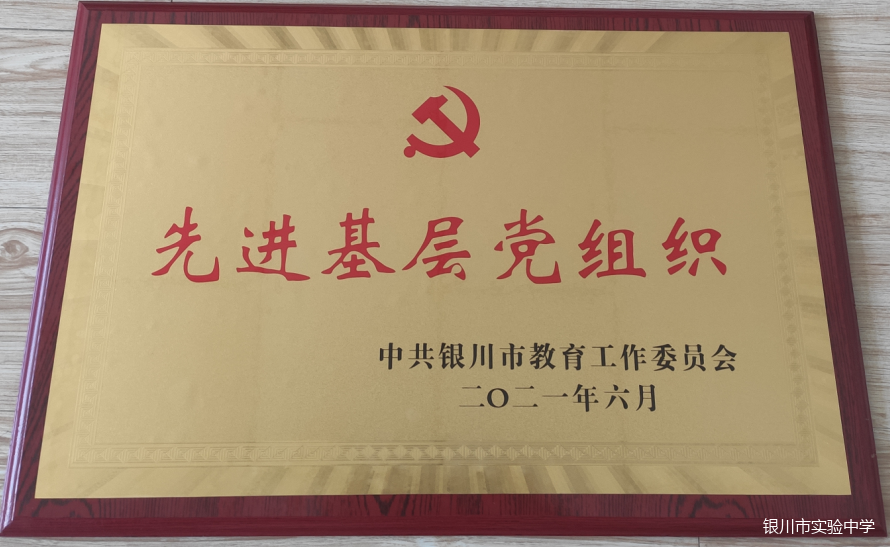 先进基层党组织
中共银川市教育工作委员会
二〇二一年六月
银川市实验中学